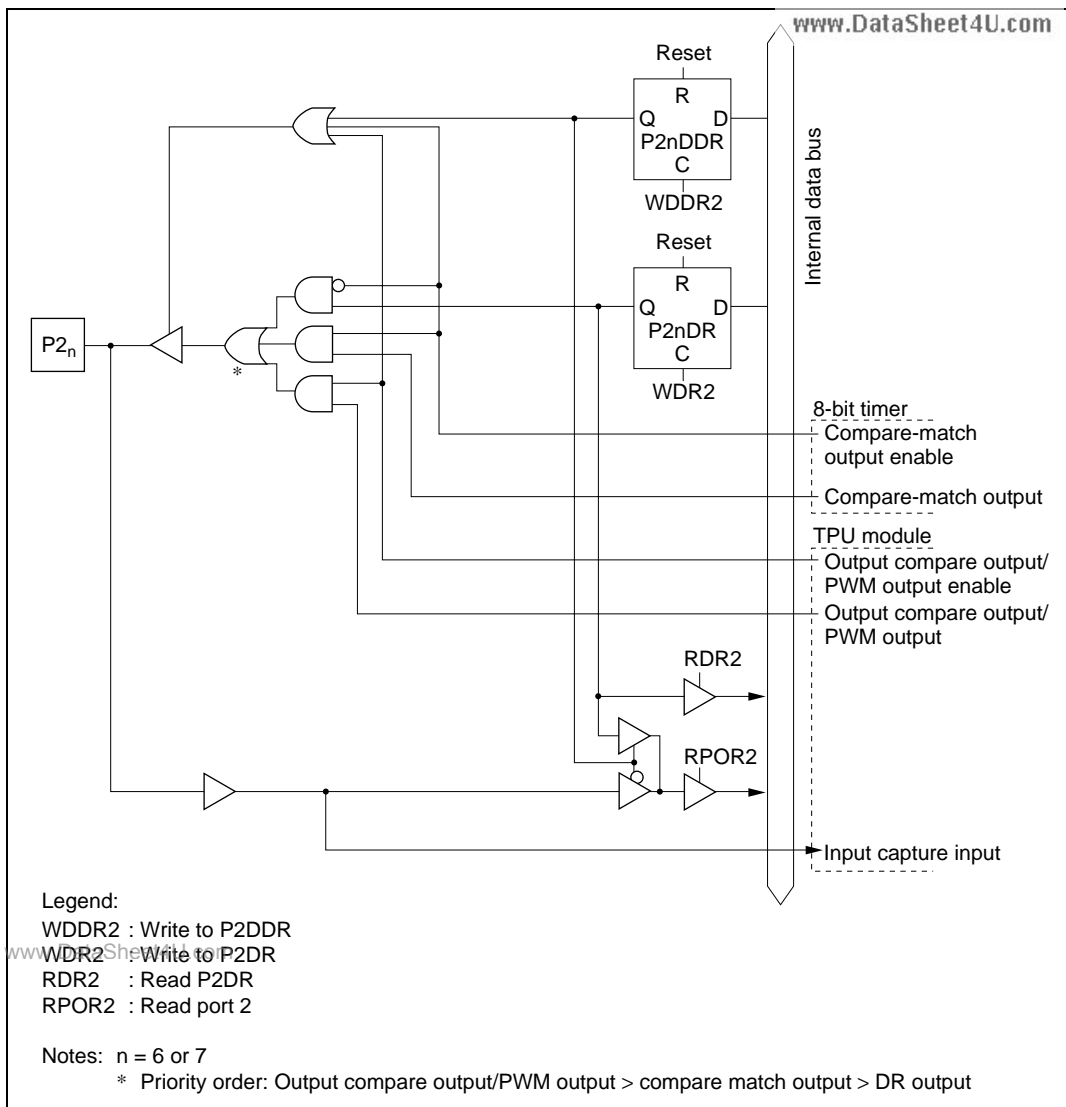 www.DataSheet4U.com
Reset
R
Q D
P2nDDR
C
WDDR2
Internal data bus
Reset
R
Q D
P2nDR
C
WDR2
P2n
*
8-bit timer
Compare-match
output enable
Compare-match output
TPU module
Output compare output/
PWM output enable
Output compare output/
PWM output
RDR2
RPOR2
Input capture input
Legend:
WDDR2 : Write to P2DDR
WDR2 : Write to P2DR
www.DataSheet4U.com
RDR2 : Read P2DR
RPOR2 : Read port 2
Notes: n = 6 or 7
* Priority order: Output compare output/PWM output > compare match output > DR output